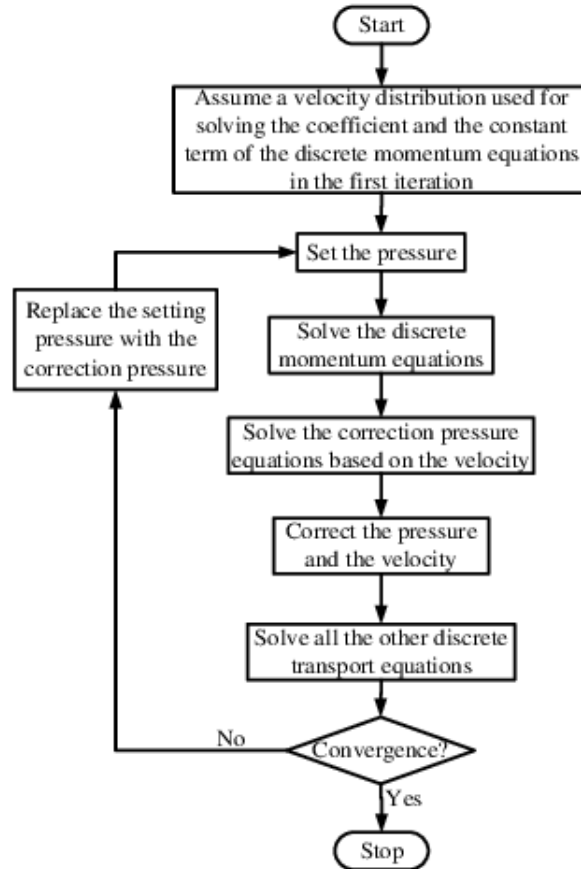 Start
Assume a velocity distribution used for
solving the coefficient and the constant
term of the discrete momentum equations
in the first iteration
Set the pressure
Replace the setting
pressure with the
correction pressure
Solve the discrete
momentum equations
Solve the correction pressure
equations based on the velocity
Correct the pressure
and the velocity
Solve all the other discrete
transport equations
No
Convergence?
Yes
Stop